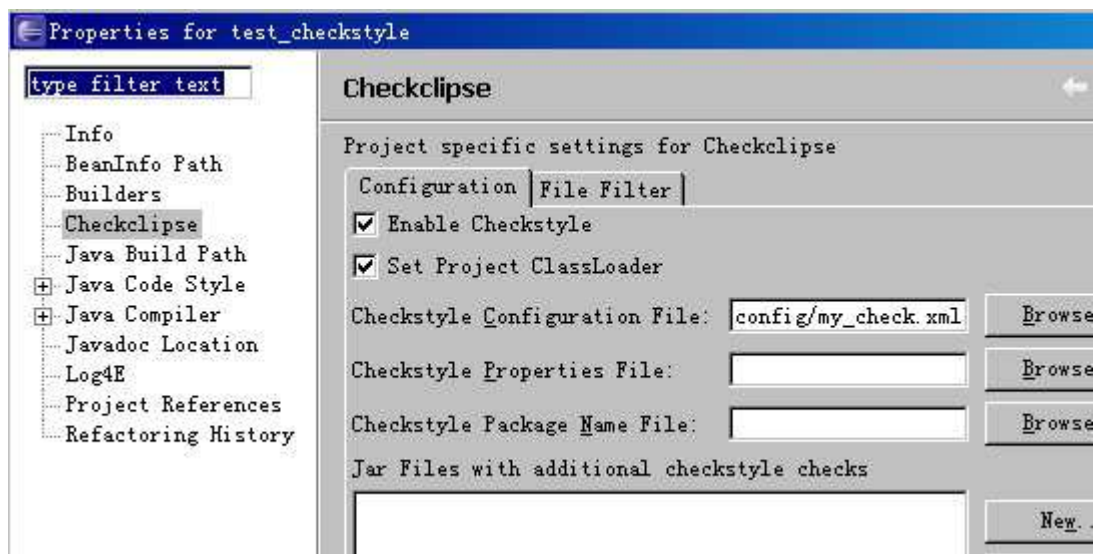 Properties for test_checkstyle
type filter text
Info
BeanInfo Path
Builders
Checkclipse
Java Build Path
Java Code Style
Java Compiler
Javadoc Location
Log4E
Project References
Refactoring History
Checkclipse
Project specific settings for Checkclipse
Configuration File Filter
Enable Checkstyle
Set Project ClassLoader
Checkstyle Configuration File: config/my_check.xml Browse
Checkstyle Properties File: Browse
Checkstyle Package Name File: Browse
Jar Files with additional checkstyle checks
New..